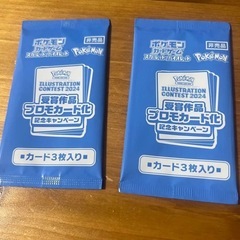 非売品
ポケモン
カードゲーム
Pokémon
Pokémon
ILLUSTRATION
CONTEST 2024
受賞作品
プロモカード化
記念キャンペーン
■カード3枚入り■
非売品
ポケモン
カードゲーム
Pokémon
Pokémon
ILLUSTRATION
CONTEST 2024
受賞作品
プロモカード化
記念キャンペーン
■カード3枚入り■